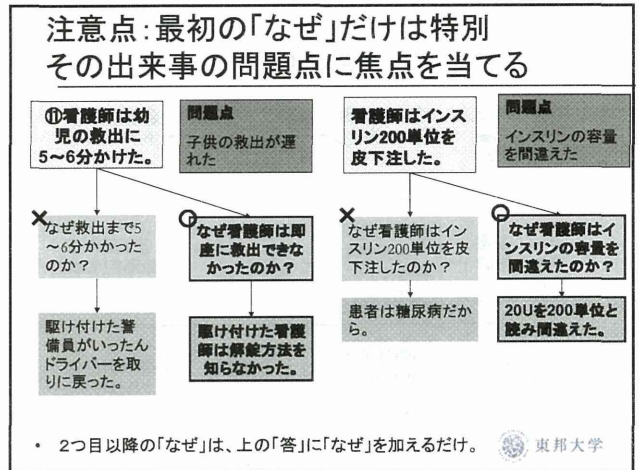 注意点:最初の「なぜ」だけは特別
その出来事の問題点に焦点を当てる
⑪看護師は幼
児の救出に
5~6分かけた。
問題点
子供の救出が遅
れた
看護師はインス
リン200単位を
皮下注した。
問題点
インスリンの容量
を間違えた
×
なぜ救出まで5
~6分かかった
のか?
○
なぜ看護師は即
座に救出できな
かったのか?
×
なぜ看護師はイン
スリン200単位を皮
下注したのか?
○
なぜ看護師はイ
ンスリンの容量を
間違えたのか?
駆け付けた警
備員がいったん
ドライバーを取
りに戻った。
駆け付けた看護
師は解錠方法を
知らなかった。
患者は糖尿病だか
ら。
20Uを200単位と
読み間違えた。
・ 2つ目以降の「なぜ」は、上の「答」に「なぜ」を加えるだけ。
東邦大学